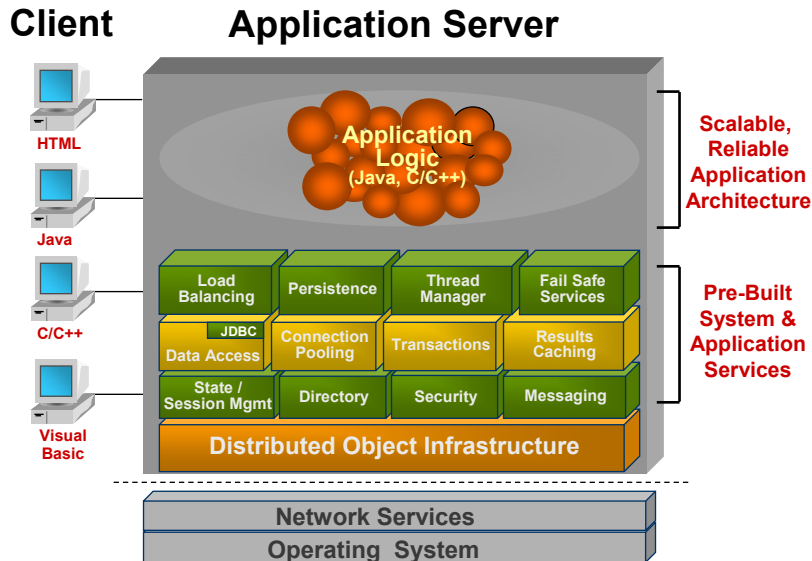 Client
Application Server
HTML
Java
C/C++
Visual
Basic
Application
Logic
(Java, C/C++)
Scalable,
Reliable
Application
Architecture
Load
Balancing
Persistence
Thread
Manager
Fail Safe
Services
JDBC
Data Access
Connection
Pooling
Transactions
Results
Caching
State /
Session Mgmt
Directory
Security
Messaging
Pre-Built
System &
Application
Services
Distributed Object Infrastructure
Network Services
Operating System